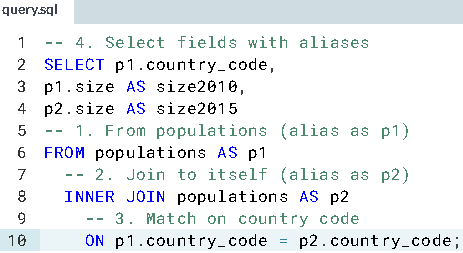 query.sql
1 -- 4. Select fields with aliases
2 SELECT p1.country_code,
3 p1.size AS size2010,
4 p2.size AS size2015
5 -- 1. From populations (alias as p1)
6 FROM populations AS p1
7 -- 2. Join to itself (alias as p2)
8 INNER JOIN populations AS p2
9 -- 3. Match on country code
10 ON p1.country_code = p2.country_code;